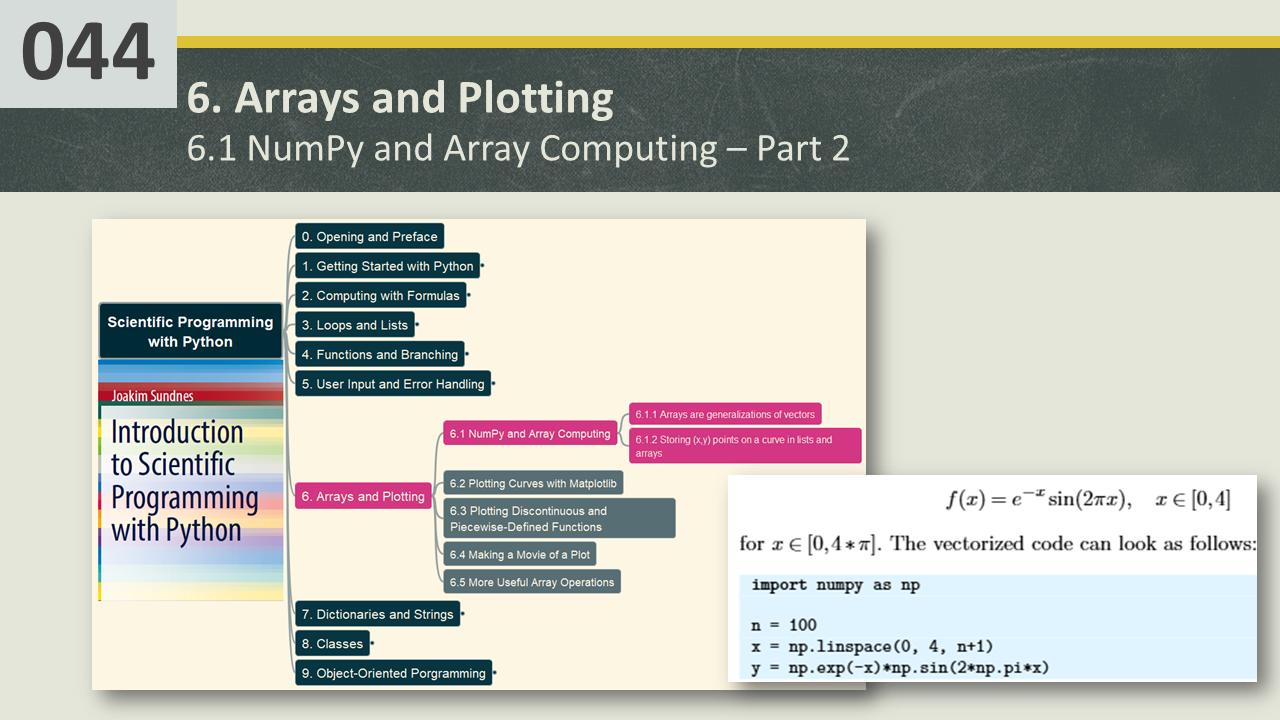 044
6. Arrays and Plotting
6.1 NumPy and Array Computing – Part 2
Scientific Programming
with Python
Joakim Sundnes
Introduction
to Scientific
Programming
with Python
0. Opening and Preface
1. Getting Started with Python
2. Computing with Formulas
3. Loops and Lists
4. Functions and Branching
5. User Input and Error Handling
6. Arrays and Plotting
6.1 NumPy and Array Computing
6.1.1 Arrays are generalizations of vectors
6.1.2 Storing (x,y) points on a curve in lists and
arrays
6.2 Plotting Curves with Matplotlib
6.3 Plotting Discontinuous and
Piecewise-Defined Functions
6.4 Making a Movie of a Plot
6.5 More Useful Array Operations
7. Dictionaries and Strings
8. Classes
9. Object-Oriented Porgramming
f(x) = e^{−x} sin(2πx), x ∈ [0, 4]
for x ∈ [0, 4 ∗ π]. The vectorized code can look as follows:
import numpy as np
n = 100
x = np.linspace(0, 4, n+1)
y = np.exp(-x)*np.sin(2*np.pi*x)